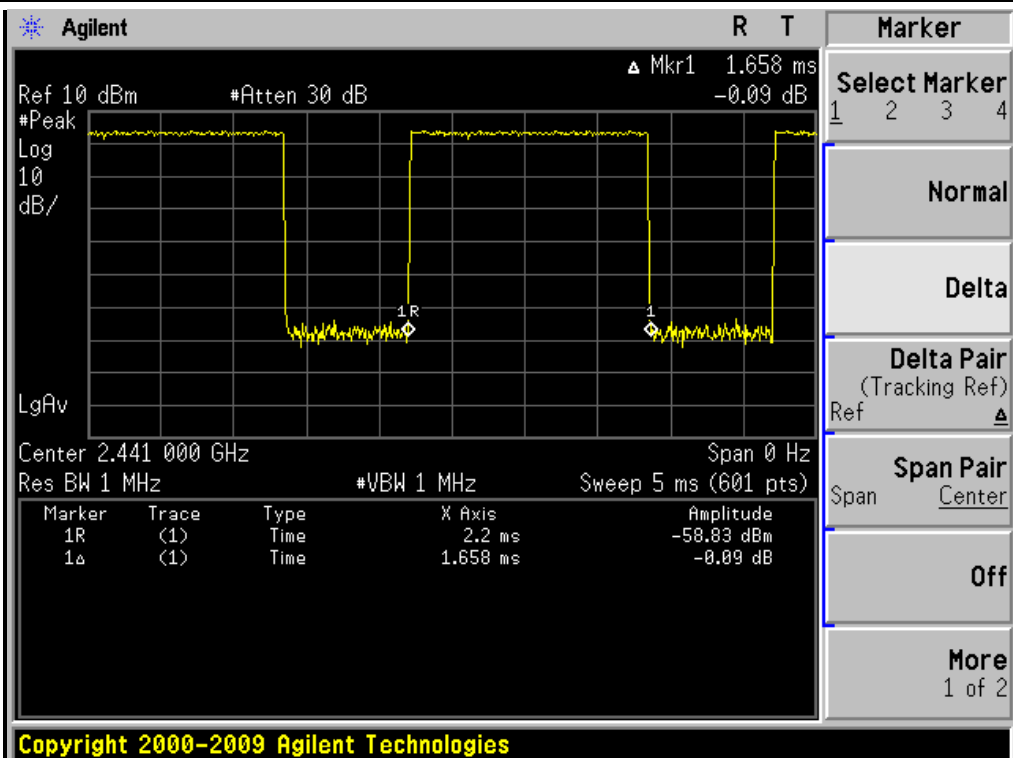 Agilent R T Marker
Δ Mkr1 1.658 ms
Ref 10 dBm #Atten 30 dB -0.09 dB
#Peak
Log
10
dB/
1R 1
LgAv
Center 2.441 000 GHz Span 0 Hz
Res BW 1 MHz #VBW 1 MHz Sweep 5 ms (601 pts)
Marker Trace Type X Axis Amplitude
1R (1) Time 2.2 ms -58.83 dBm
1Δ (1) Time 1.658 ms -0.09 dB
Select Marker
1 2 3 4
Normal
Delta
Delta Pair
(Tracking Ref)
Ref Δ
Span Pair
Span Center
Off
More
1 of 2
Copyright 2000-2009 Agilent Technologies